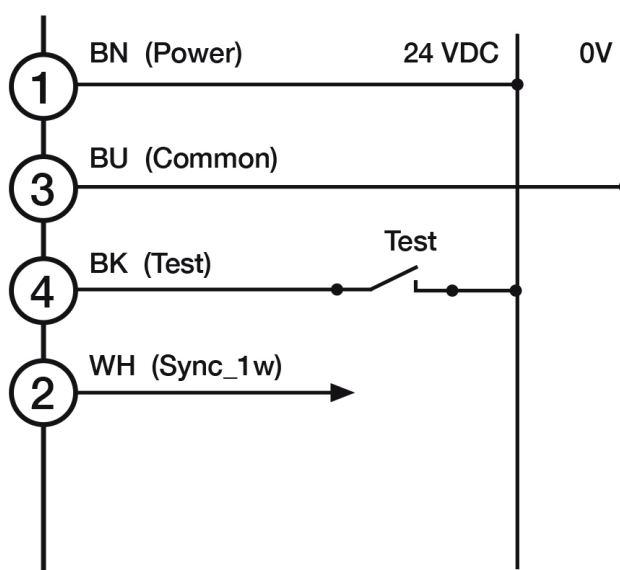 BN (Power) 24 VDC 0V
1
BU (Common)
3
Test
BK (Test)
4
WH (Sync_1w)
2